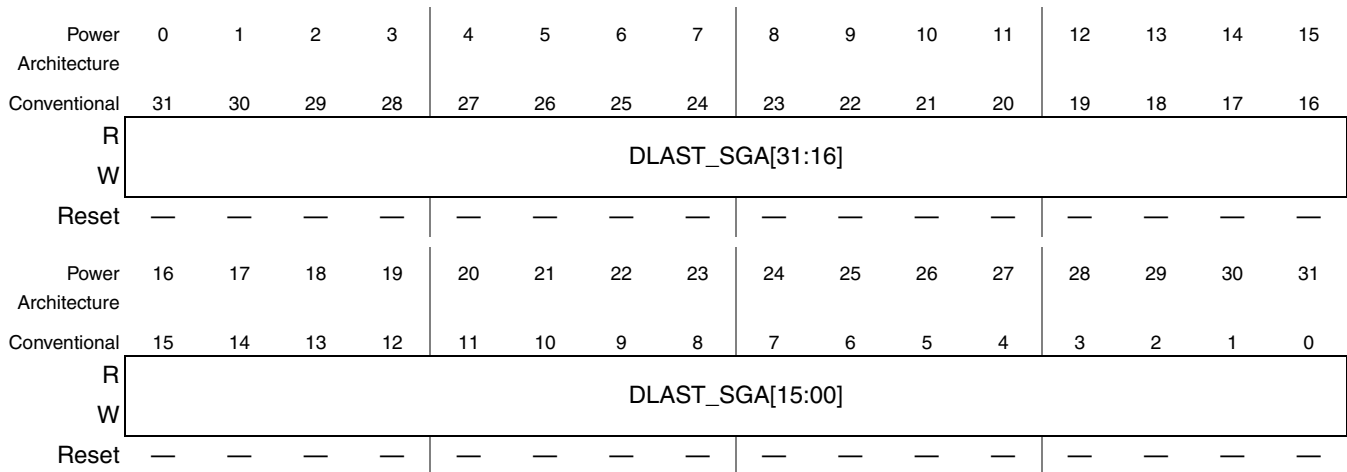 Power Architecture 0 1 2 3 4 5 6 7 8 9 10 11 12 13 14 15
Conventional 31 30 29 28 27 26 25 24 23 22 21 20 19 18 17 16
R
DLAST_SGA[31:16]
W
Reset — — — — — — — — — — — — — — — —
Power Architecture 16 17 18 19 20 21 22 23 24 25 26 27 28 29 30 31
Conventional 15 14 13 12 11 10 9 8 7 6 5 4 3 2 1 0
R
DLAST_SGA[15:00]
W
Reset — — — — — — — — — — — — — — — —